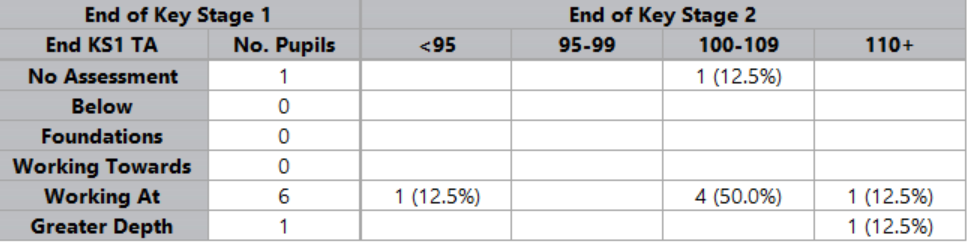 End of Key Stage 1 End of Key Stage 2
End KS1 TA No. Pupils <95 95-99 100-109 110+
No Assessment 1 1 (12.5%)
Below 0
Foundations 0
Working Towards 0
Working At 6 1 (12.5%) 4 (50.0%) 1 (12.5%)
Greater Depth 1 1 (12.5%)